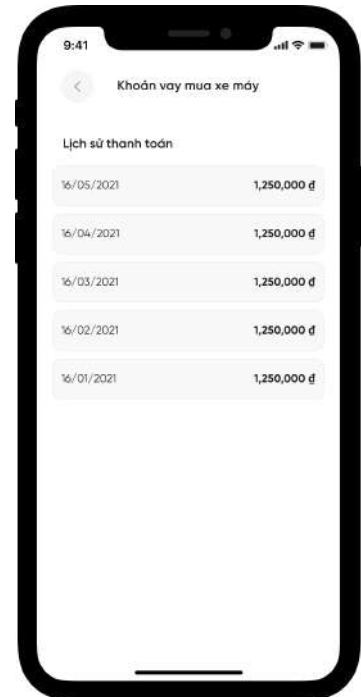 9:41
Khoản vay mua xe máy
Lịch sử thanh toán
16/05/2021 1,250,000 ₫
16/04/2021 1,250,000 ₫
16/03/2021 1,250,000 ₫
16/02/2021 1,250,000 ₫
16/01/2021 1,250,000 ₫